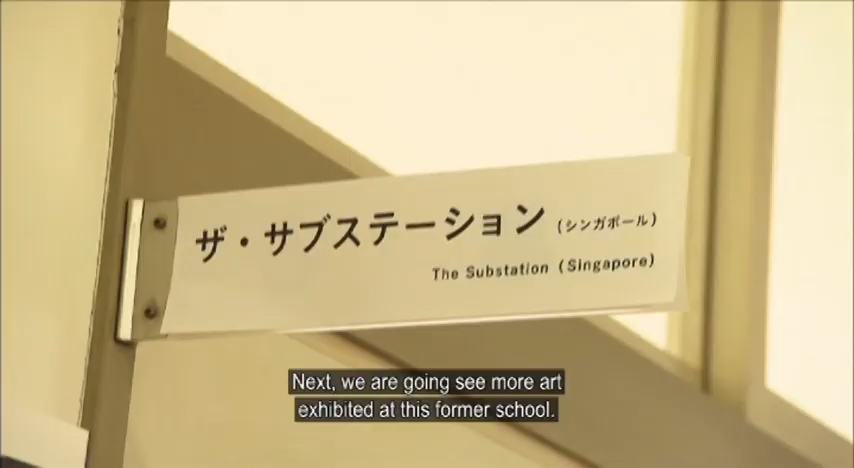 ザ・サブステーション (シンガポール)
The Substation (Singapore)
Next, we are going see more art
exhibited at this former school.